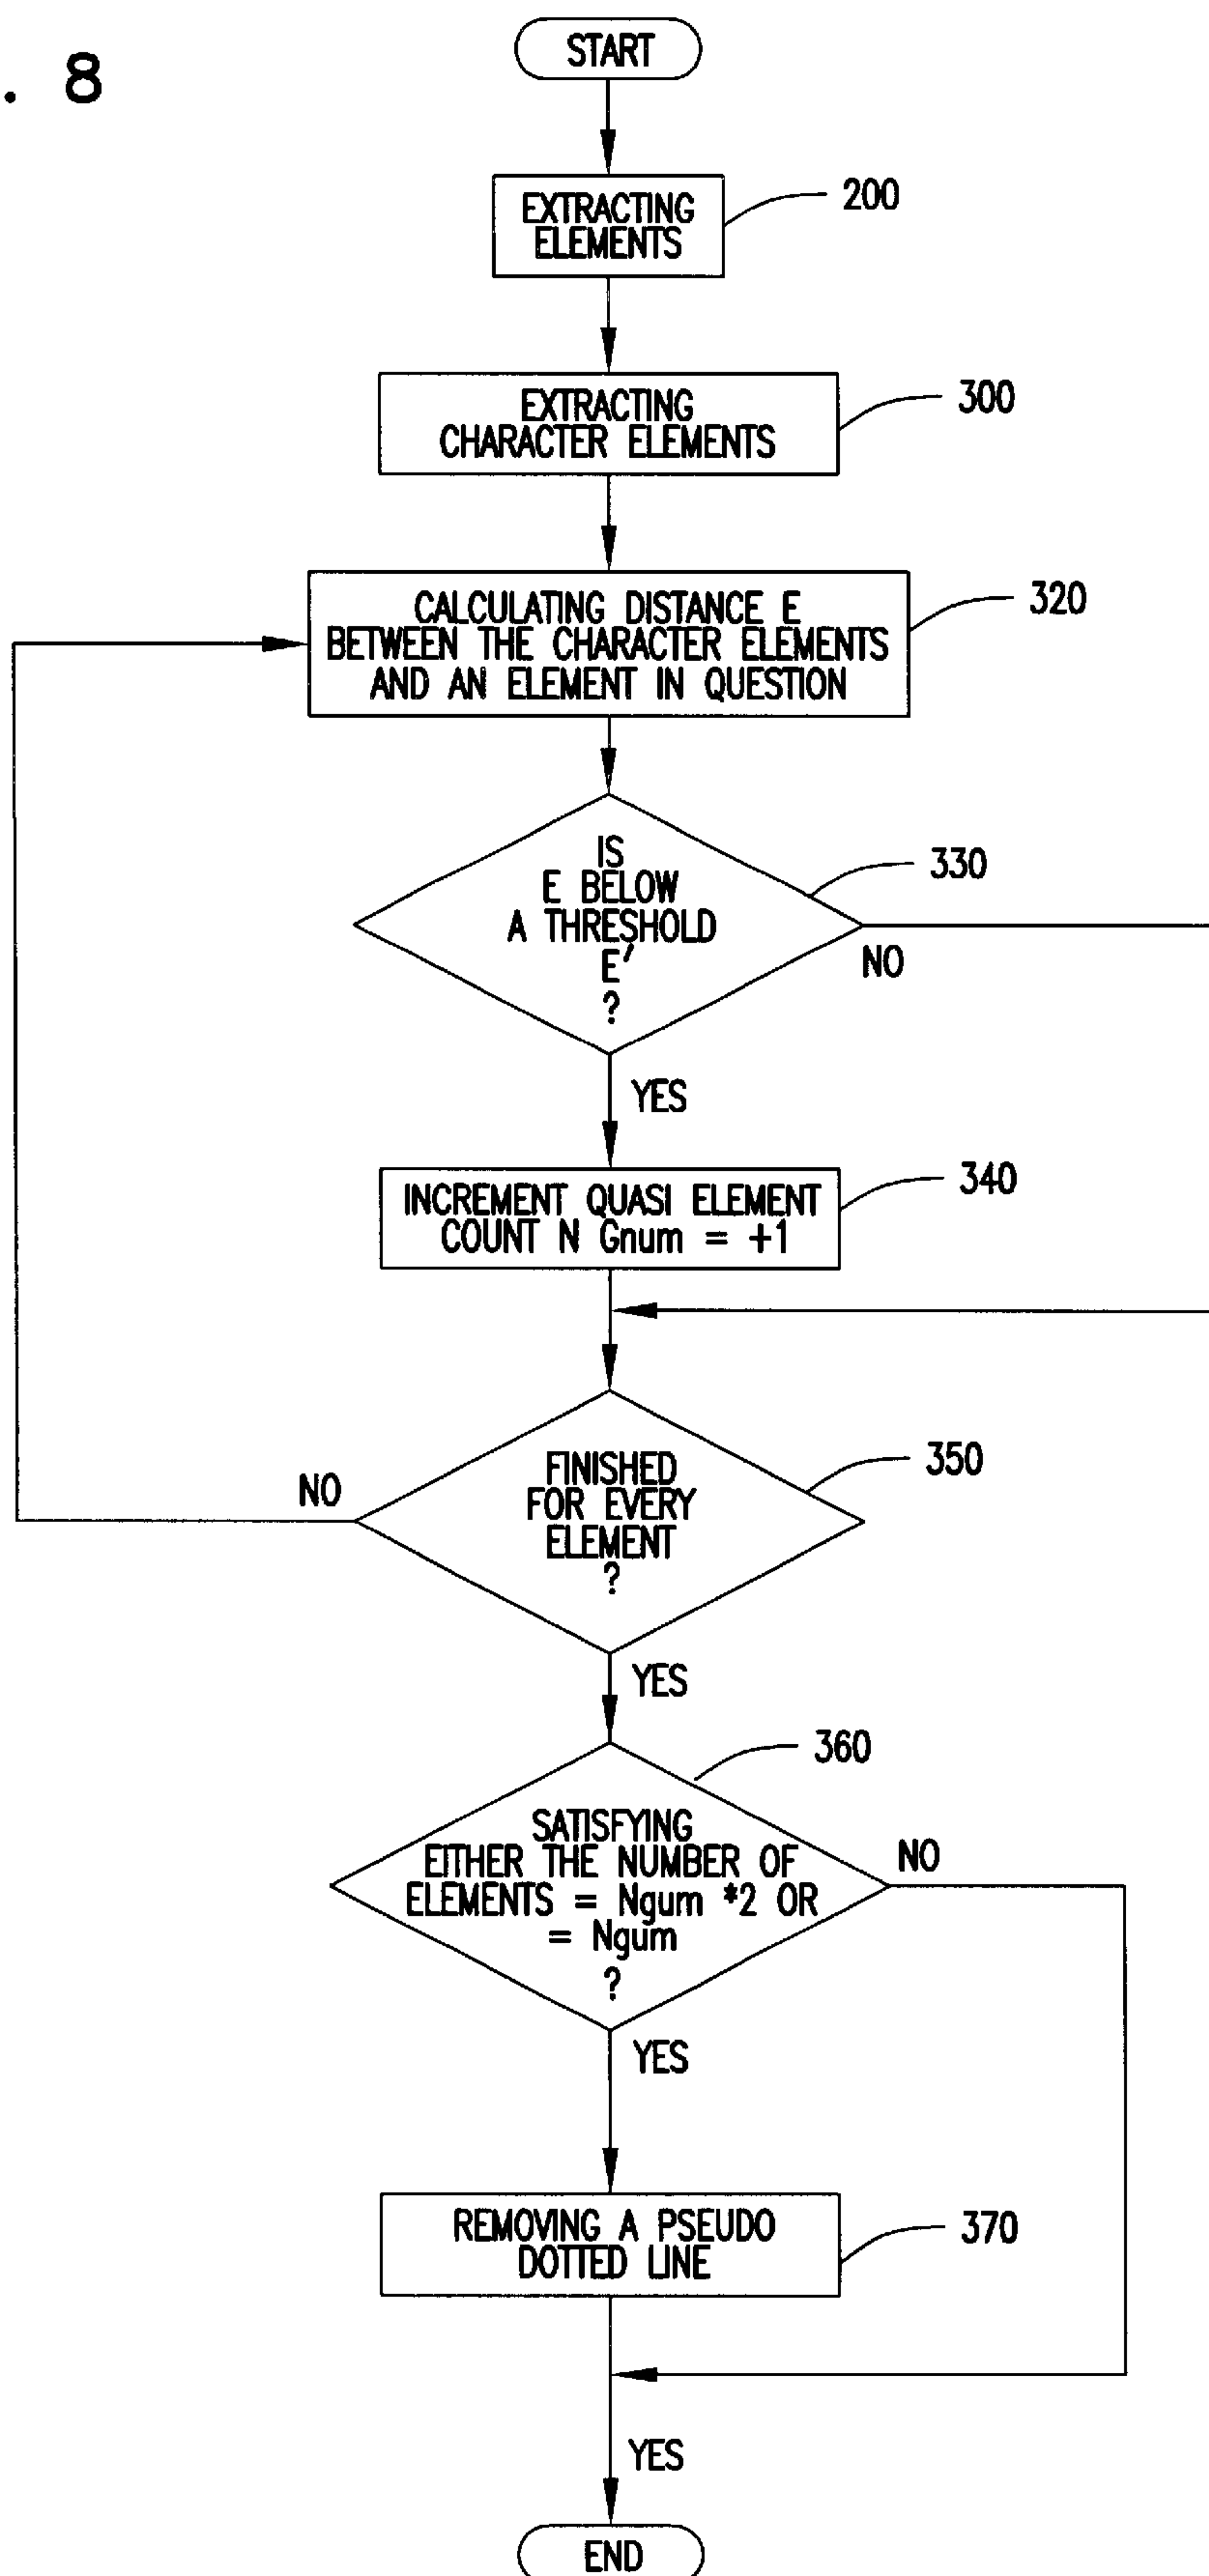 . 8
START
EXTRACTING
ELEMENTS
200
EXTRACTING
CHARACTER ELEMENTS
300
CALCULATING DISTANCE E
BETWEEN THE CHARACTER ELEMENTS
AND AN ELEMENT IN QUESTION
320
IS
E BELOW
A THRESHOLD
E'
?
330
NO
YES
INCREMENT QUASI ELEMENT
COUNT N Gnum = +1
340
FINISHED
FOR EVERY
ELEMENT
?
350
NO
YES
360
SATISFYING
EITHER THE NUMBER OF
ELEMENTS = Ngum *2 OR
= Ngum
?
NO
YES
REMOVING A PSEUDO
DOTTED LINE
370
YES
END